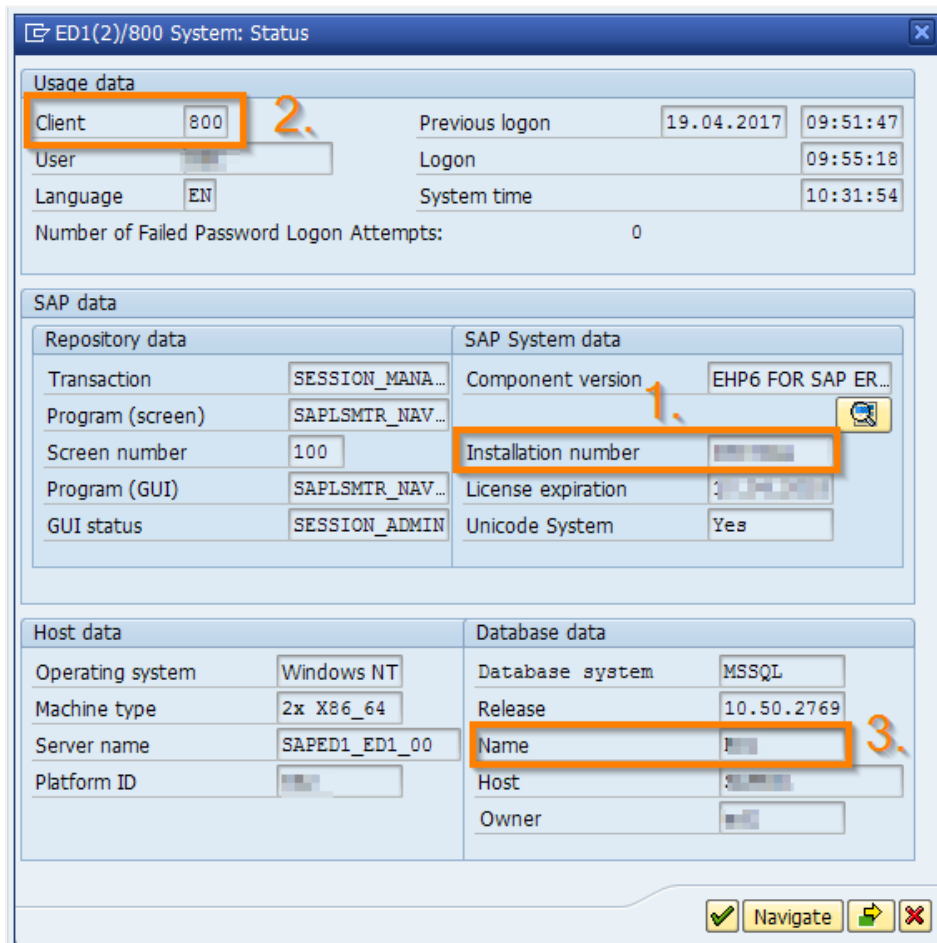 ED1(2)/800 System: Status
Usage data
Client 800 2.
Previous logon 19.04.2017 09:51:47
User
Logon 09:55:18
Language EN
System time 10:31:54
Number of Failed Password Logon Attempts: 0
SAP data
Repository data
Transaction SESSION_MANA…
Program (screen) SAPLSMTR_NAV…
Screen number 100
Program (GUI) SAPLSMTR_NAV…
GUI status SESSION_ADMIN
SAP System data
Component version EHP6 FOR SAP ER…
1.
Installation number
License expiration
Unicode System Yes
Host data
Operating system Windows NT
Machine type 2x X86_64
Server name SAPED1_ED1_00
Platform ID
Database data
Database system MSSQL
Release 10.50.2769
Name 3.
Host
Owner
Navigate